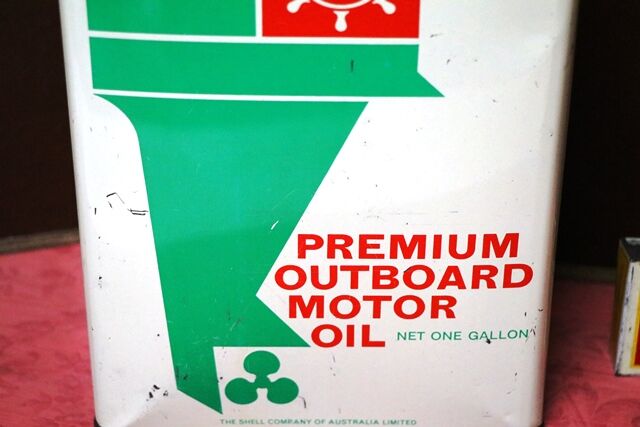 PREMIUM
OUTBOARD
MOTOR
OIL NET ONE GALLON
THE SHELL COMPANY OF AUSTRALIA LIMITED